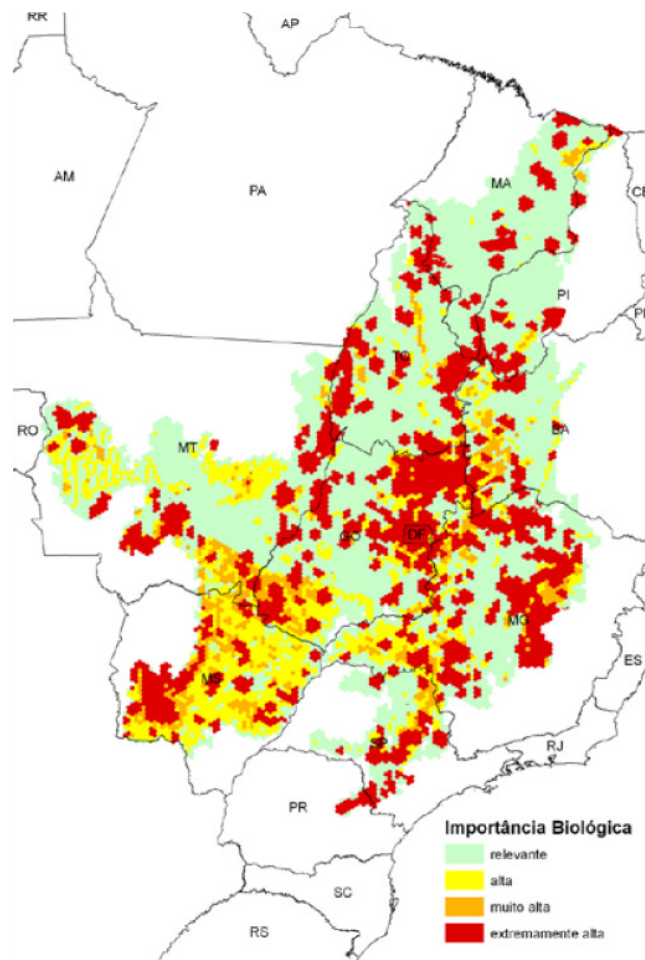 RR
AP
AM
PA
MA
CE
PI
TO
RO
MT
BA
GO
DF
MG
MS
ES
SP
RJ
PR
SC
RS
Importância Biológica
relevante
alta
muito alta
extremamente alta